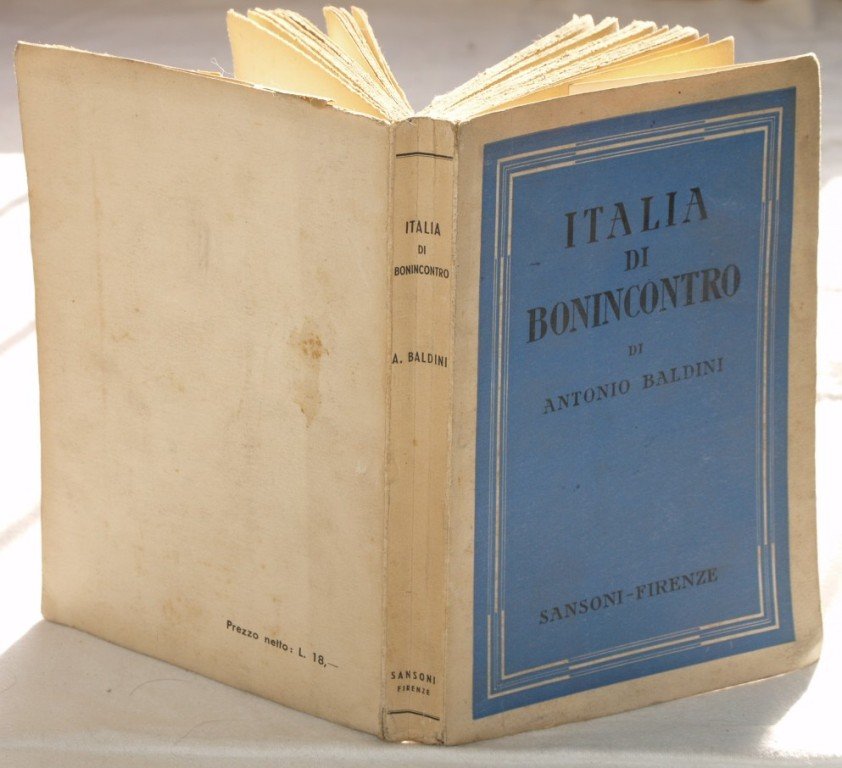 ITALIA
DI
BONINCONTRO
DI
ANTONIO BALDINI
SANSONI-FIRENZE
ITALIA
DI
BONINCONTRO
A. BALDINI
SANSONI
FIRENZE
Prezzo netto: L. 18,—